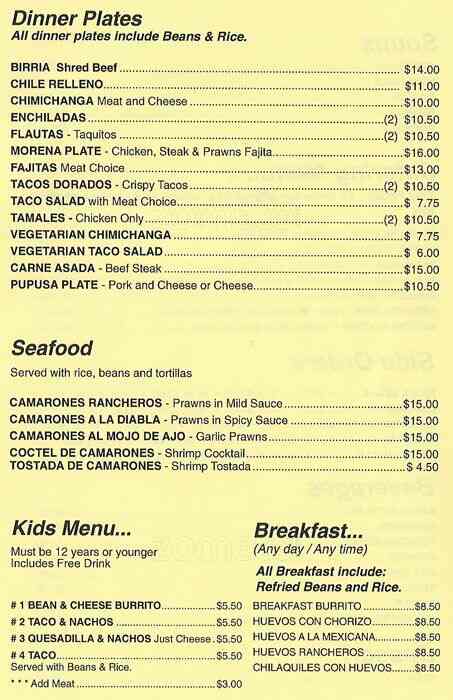 Dinner Plates
All dinner plates include Beans & Rice.
BIRRIA Shred Beef $14.00
CHILE RELLENO $11.00
CHIMICHANGA Meat and Cheese $10.00
ENCHILADAS (2) $10.50
FLAUTAS - Taquitos (2) $10.50
MORENA PLATE - Chicken, Steak & Prawns Fajita $16.00
FAJITAS Meat Choice $13.00
TACOS DORADOS - Crispy Tacos (2) $10.50
TACO SALAD with Meat Choice $ 7.75
TAMALES - Chicken Only (2) $10.50
VEGETARIAN CHIMICHANGA $ 7.75
VEGETARIAN TACO SALAD $ 6.00
CARNE ASADA - Beef Steak $15.00
PUPUSA PLATE - Pork and Cheese or Cheese $10.50
Seafood
Served with rice, beans and tortillas
CAMARONES RANCHEROS - Prawns in Mild Sauce $15.00
CAMARONES A LA DIABLA - Prawns in Spicy Sauce $15.00
CAMARONES AL MOJO DE AJO - Garlic Prawns $15.00
COCTEL DE CAMARONES - Shrimp Cocktail $15.00
TOSTADA DE CAMARONES - Shrimp Tostada $ 4.50
Kids Menu...
Must be 12 years or younger
Includes Free Drink
# 1 BEAN & CHEESE BURRITO $5.50
# 2 TACO & NACHOS $5.50
# 3 QUESADILLA & NACHOS Just Cheese $5.50
# 4 TACO $5.50
Served with Beans & Rice.
* * * Add Meat $3.00
Breakfast...
(Any day / Any time)
All Breakfast include:
Refried Beans and Rice.
BREAKFAST BURRITO $8.50
HUEVOS CON CHORIZO $8.50
HUEVOS A LA MEXICANA $8.50
HUEVOS RANCHEROS $8.50
CHILAQUILES CON HUEVOS $8.50